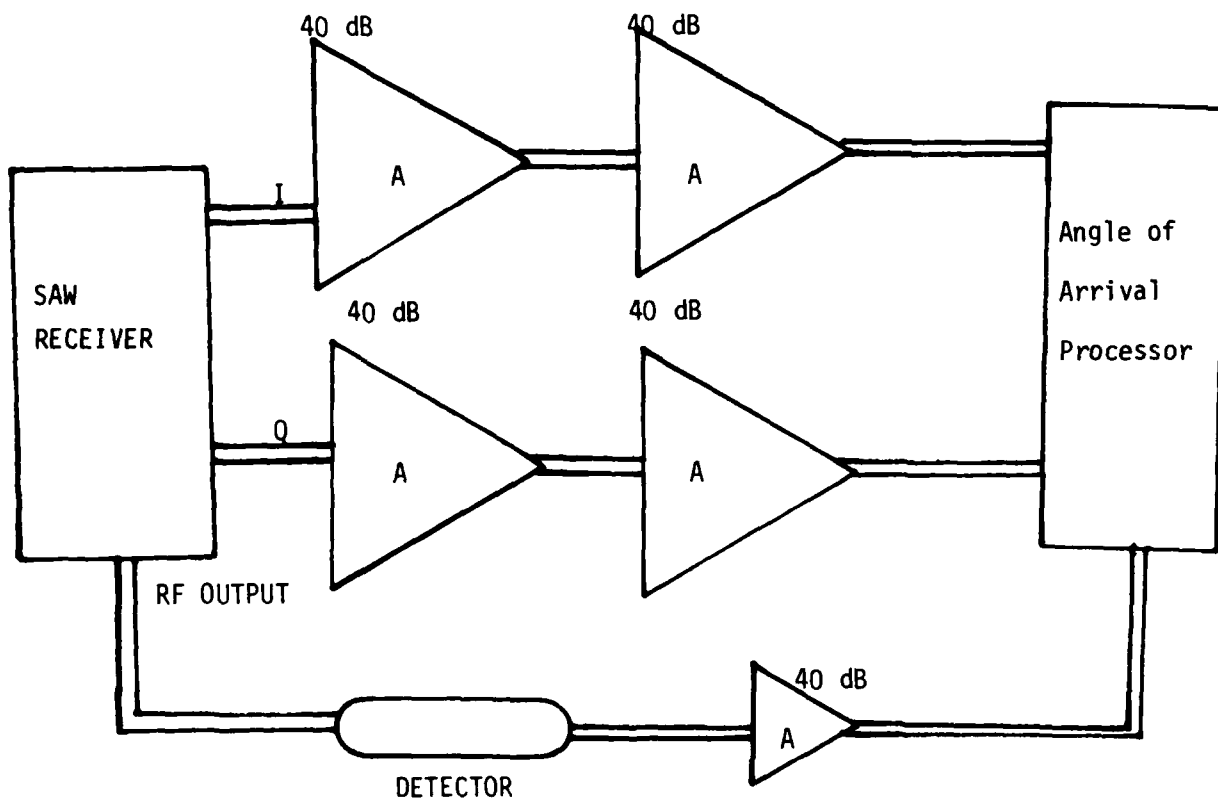 40 dB
40 dB
A
A
I
SAW
RECEIVER
Angle of
Arrival
Processor
40 dB
40 dB
Q
A
A
RF OUTPUT
40 dB
A
DETECTOR